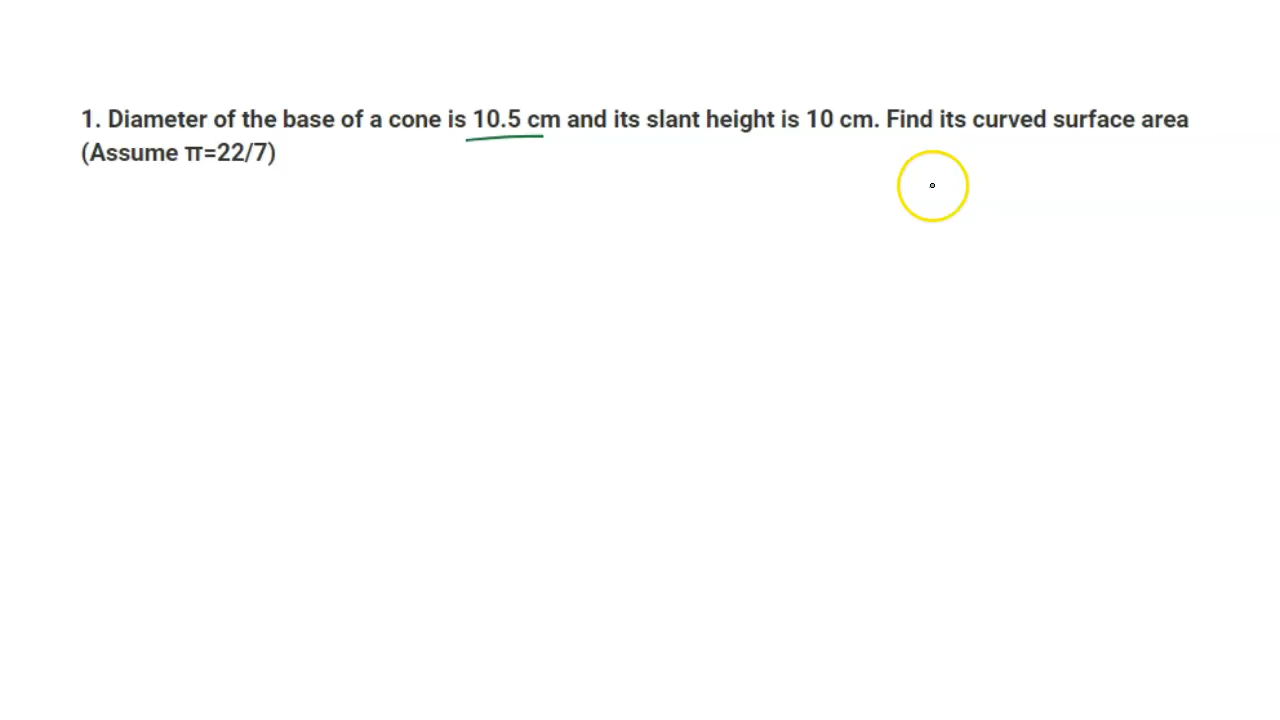 1. Diameter of the base of a cone is 10.5 cm and its slant height is 10 cm. Find its curved surface area
(Assume π=22/7)